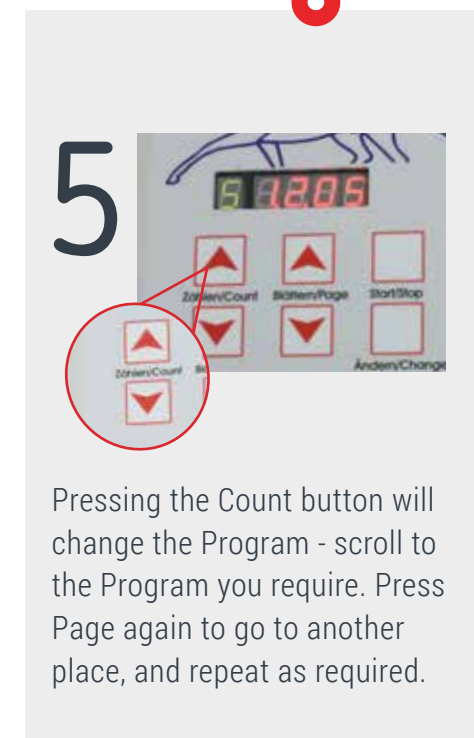 5
5 1.2.05
Zählen/Count Blättern/Page Start/Stop
Ändern/Change
Zählen/Count
Pressing the Count button will
change the Program - scroll to
the Program you require. Press
Page again to go to another
place, and repeat as required.